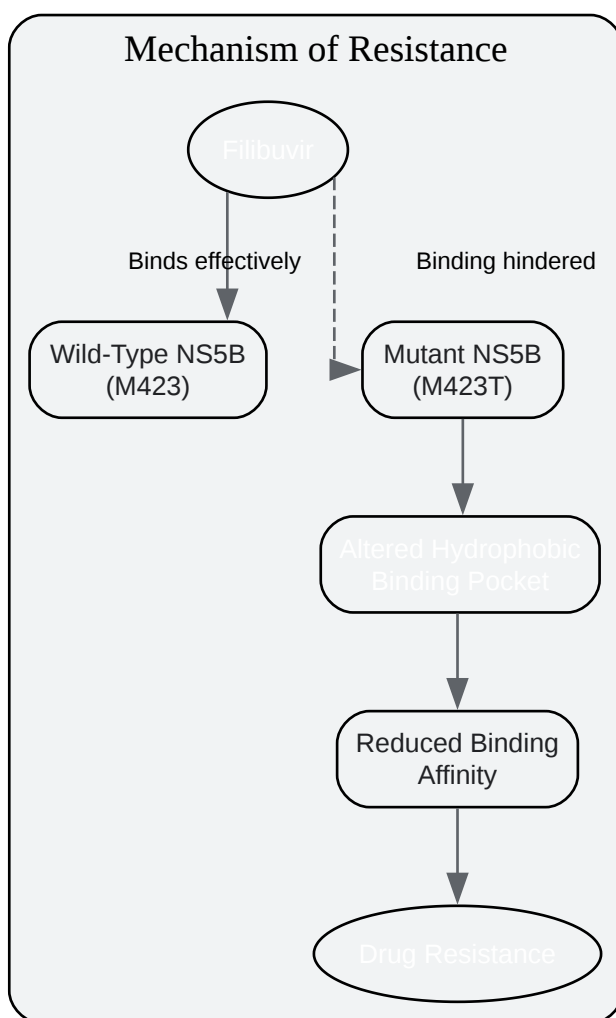 Mechanism of Resistance
Filibuvir
Binds effectively
Binding hindered
Wild-Type NS5B
(M423)
Mutant NS5B
(M423T)
Altered Hydrophobic
Binding Pocket
Reduced Binding
Affinity
Drug Resistance